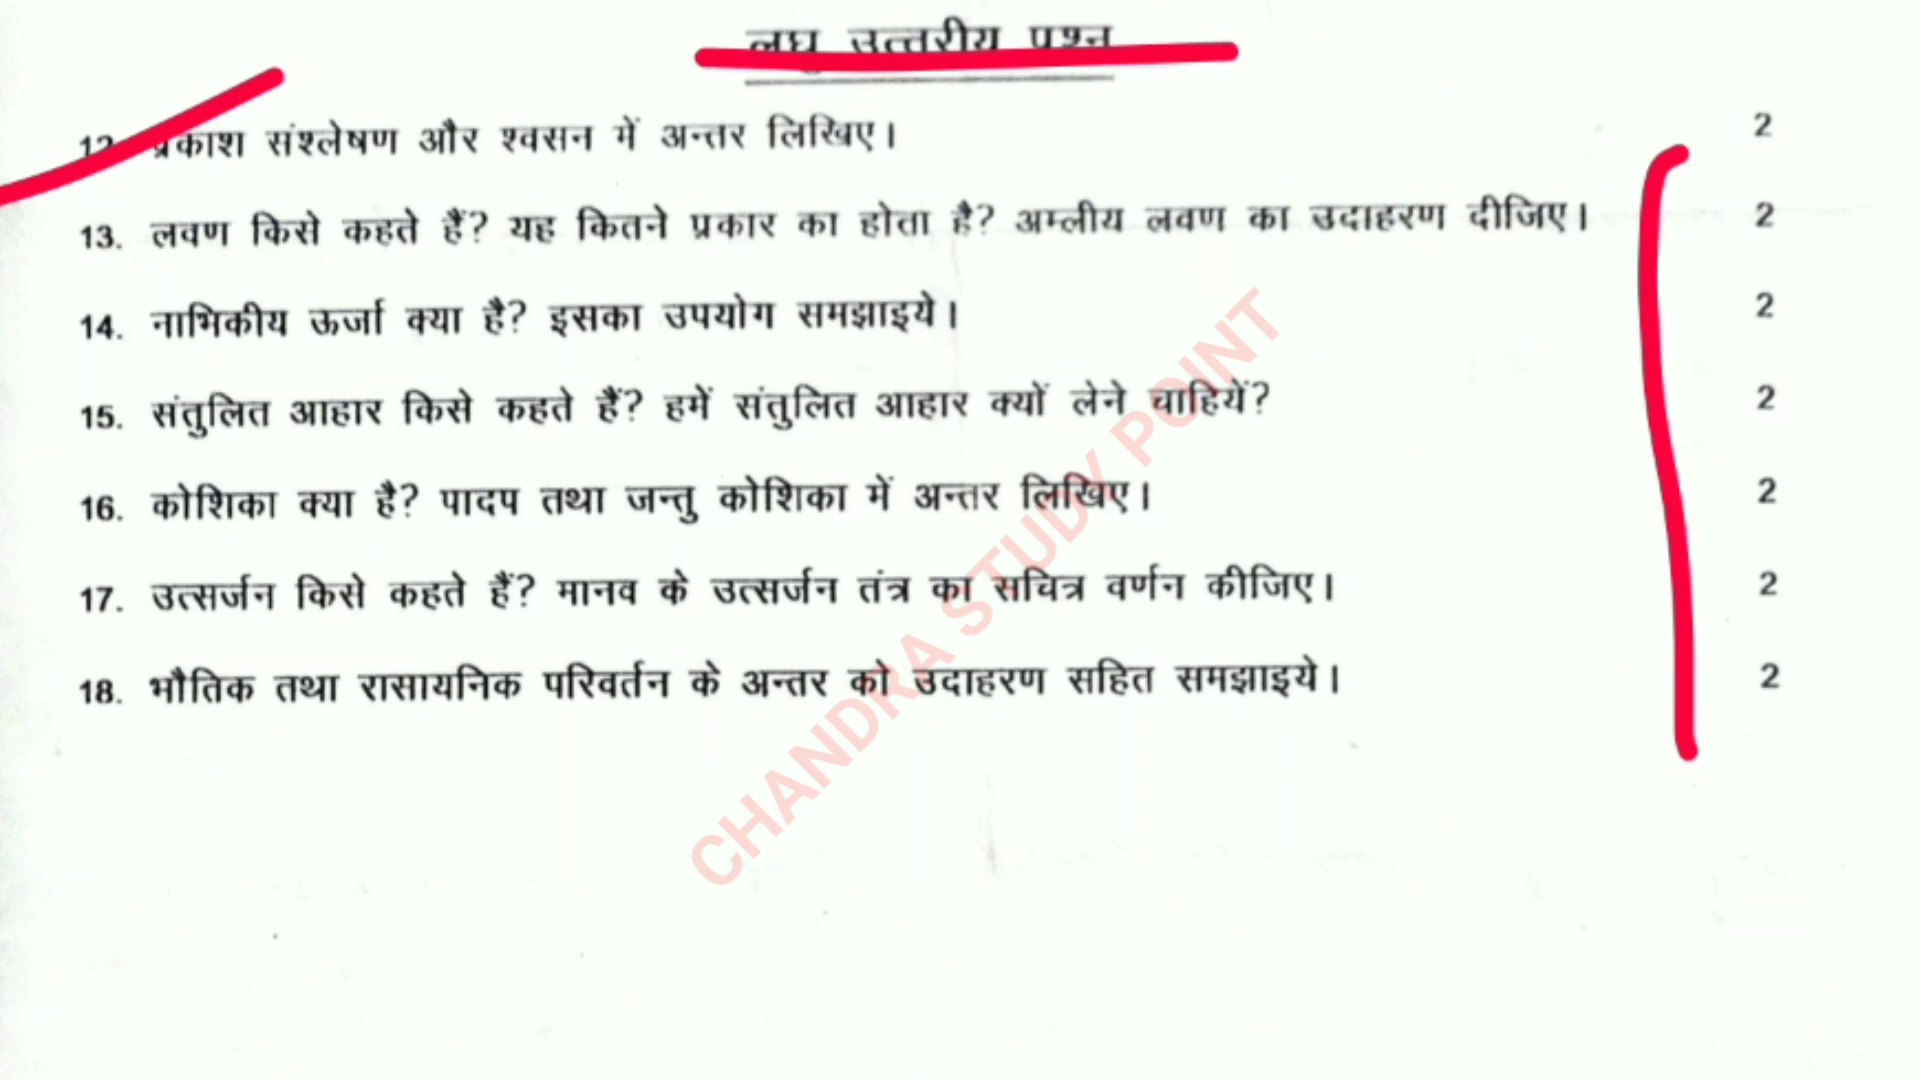 लघु उत्तरीय प्रश्न
12. प्रकाश संश्लेषण और श्वसन में अन्तर लिखिए। 2
13. लवण किसे कहते हैं? यह कितने प्रकार का होता है? अम्लीय लवण का उदाहरण दीजिए। 2
14. नाभिकीय ऊर्जा क्या है? इसका उपयोग समझाइये। 2
15. संतुलित आहार किसे कहते हैं? हमें संतुलित आहार क्यों लेने चाहियें? 2
16. कोशिका क्या है? पादप तथा जन्तु कोशिका में अन्तर लिखिए। 2
17. उत्सर्जन किसे कहते हैं? मानव के उत्सर्जन तंत्र का सचित्र वर्णन कीजिए। 2
18. भौतिक तथा रासायनिक परिवर्तन के अन्तर को उदाहरण सहित समझाइये। 2
CHANDRA STUDY POINT